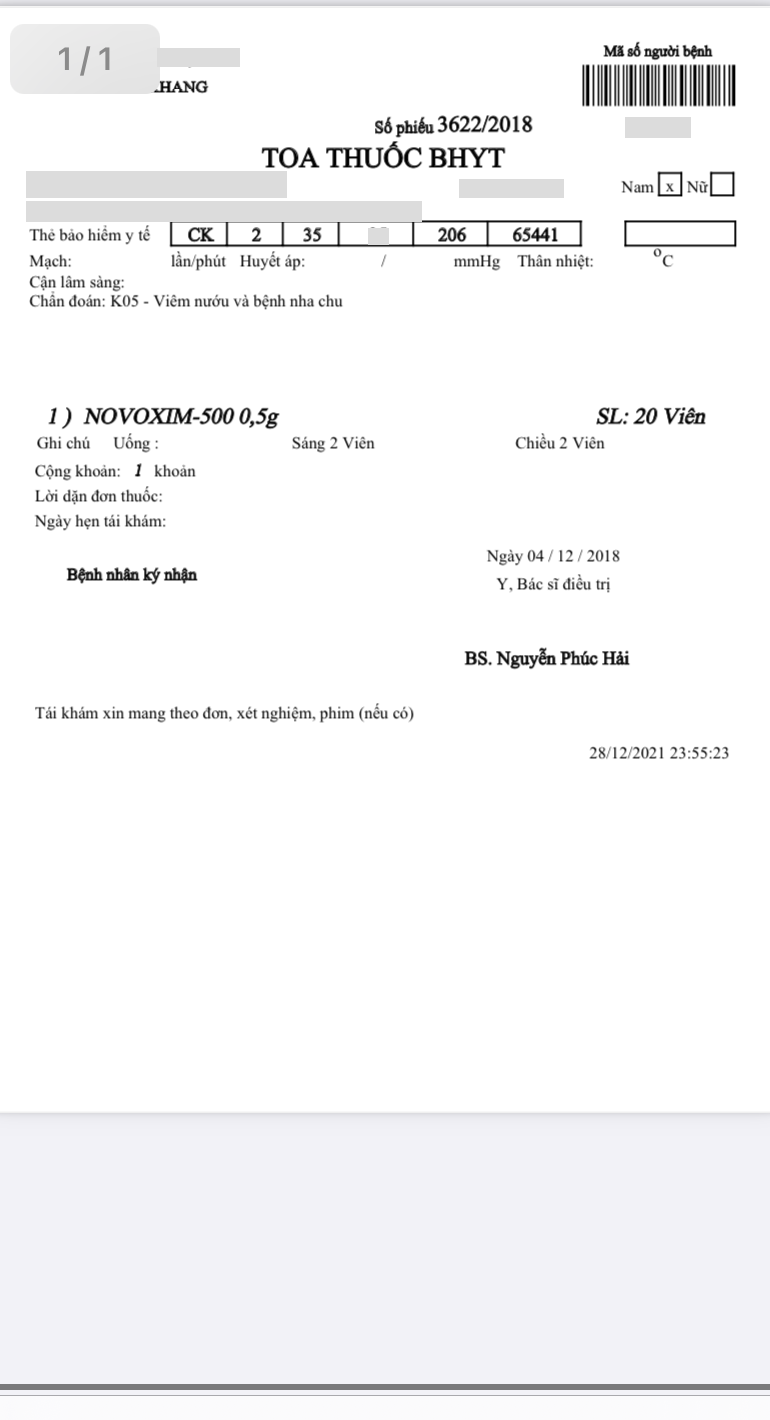 1/1
Mã số người bệnh
HANG
Số phiếu 3622/2018
TOA THUỐC BHYT
Nam x Nữ
Thẻ bảo hiểm y tế CK 2 35 206 65441
Mạch: lần/phút Huyết áp: / mmHg Thân nhiệt: °C
Cận lâm sàng:
Chẩn đoán: K05 - Viêm nướu và bệnh nha chu
1 ) NOVOXIM-500 0,5g SL: 20 Viên
Ghi chú Uống : Sáng 2 Viên Chiều 2 Viên
Cộng khoản: 1 khoản
Lời dặn đơn thuốc:
Ngày hẹn tái khám:
Ngày 04 / 12 / 2018
Bệnh nhân ký nhận
Y, Bác sĩ điều trị
BS. Nguyễn Phúc Hải
Tái khám xin mang theo đơn, xét nghiệm, phim (nếu có)
28/12/2021 23:55:23